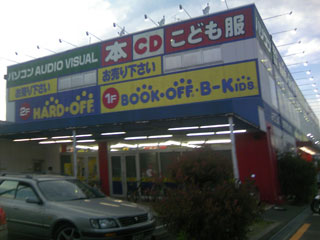 パソコン AUDIO VISUAL
本 CD こども服
お売り下さい
お売り下さい
2F HARD・OFF
1F BOOK・OFF・B-KIDS